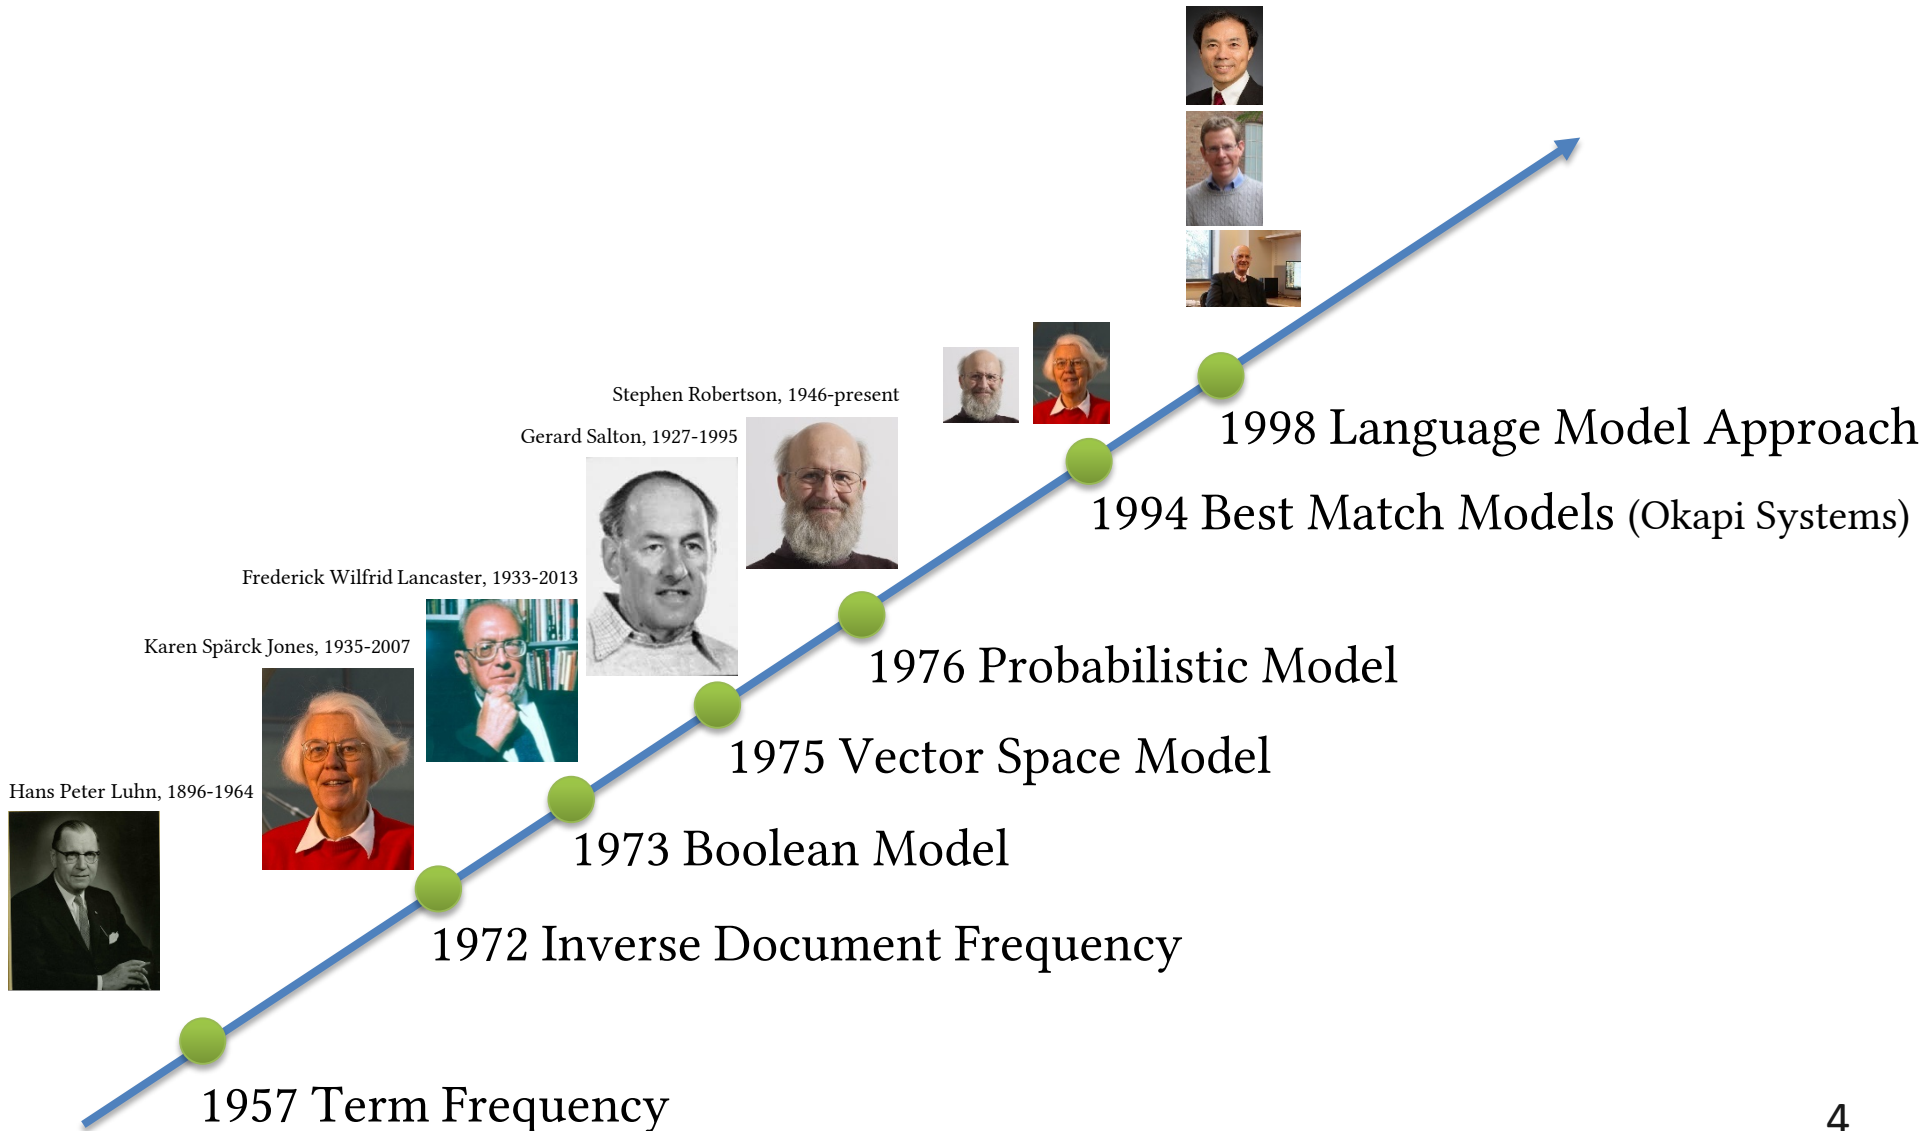 Stephen Robertson, 1946-present
Gerard Salton, 1927-1995
1998 Language Model Approach
1994 Best Match Models (Okapi Systems)
Frederick Wilfrid Lancaster, 1933-2013
Karen Spärck Jones, 1935-2007
1976 Probabilistic Model
1975 Vector Space Model
Hans Peter Luhn, 1896-1964
1973 Boolean Model
1972 Inverse Document Frequency
1957 Term Frequency
4